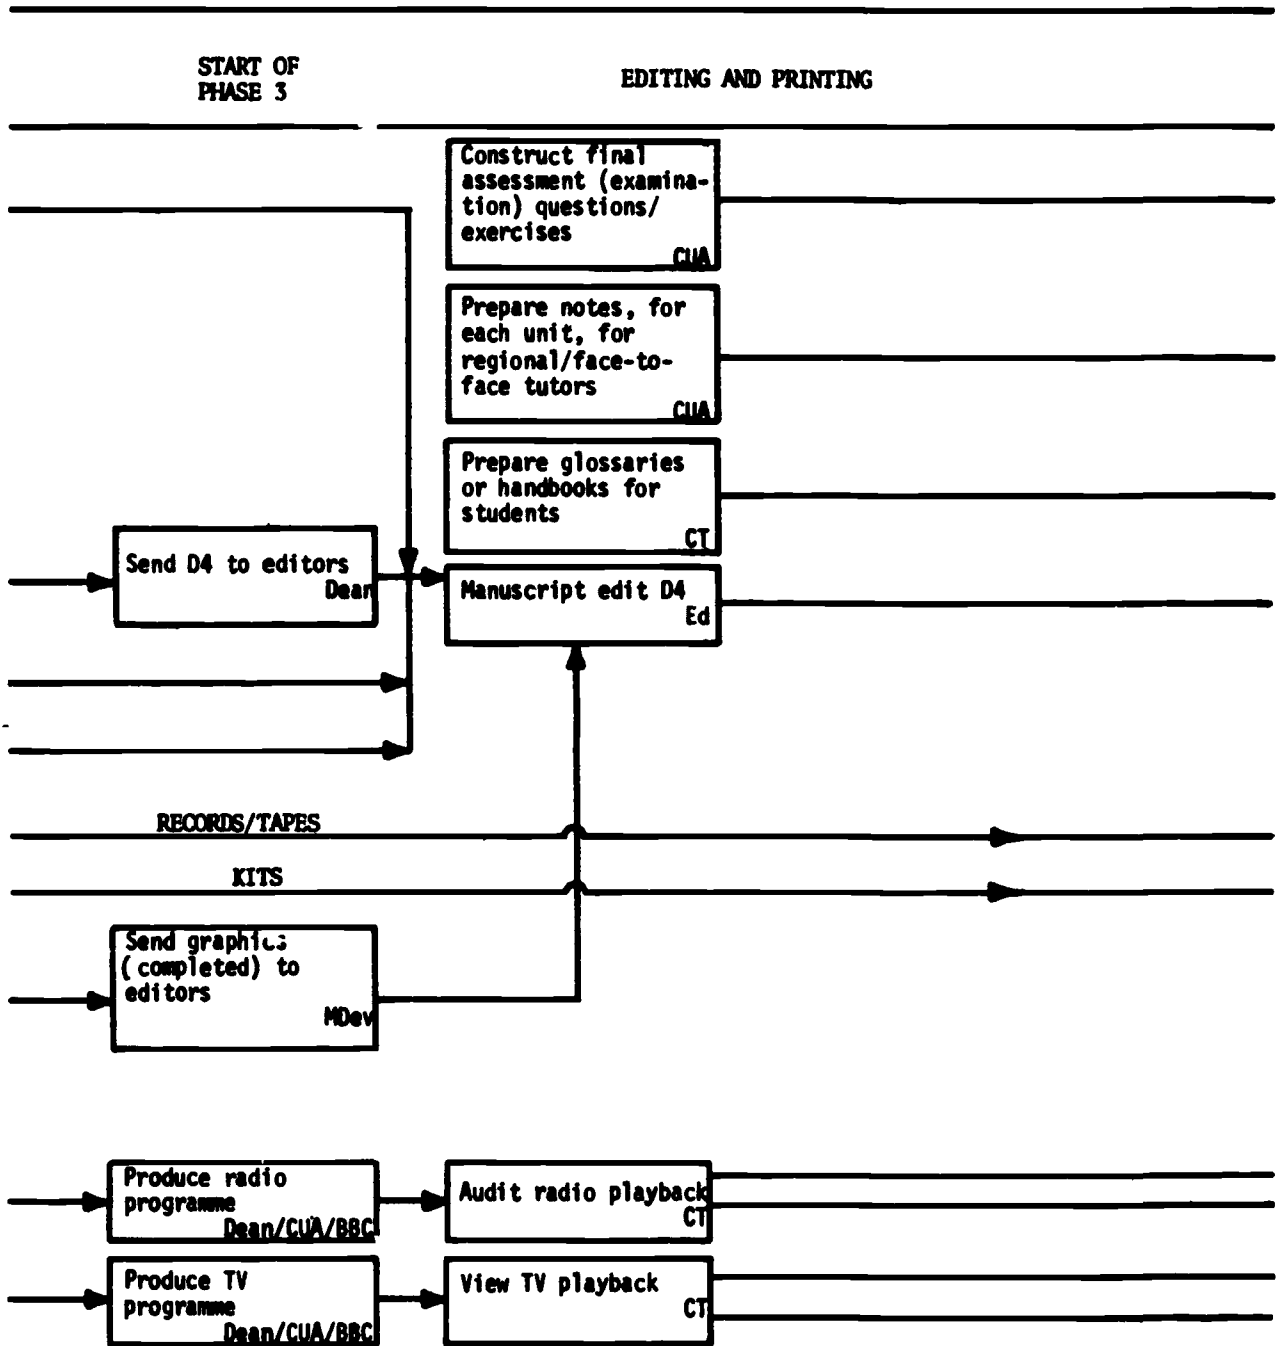 START OF
PHASE 3
EDITING AND PRINTING
Construct final
assessment (examina-
tion) questions/
exercises
CUA
Prepare notes, for
each unit, for
regional/face-to-
face tutors
CUA
Prepare glossaries
or handbooks for
students
CT
Send D4 to editors
Dean
Manuscript edit D4
Ed
RECORDS/TAPES
KITS
Send graphics
(completed) to
editors
MDev
Produce radio
programme
Dean/CUA/BBC
Audit radio playback
CT
Produce TV
programme
Dean/CUA/BBC
View TV playback
CT